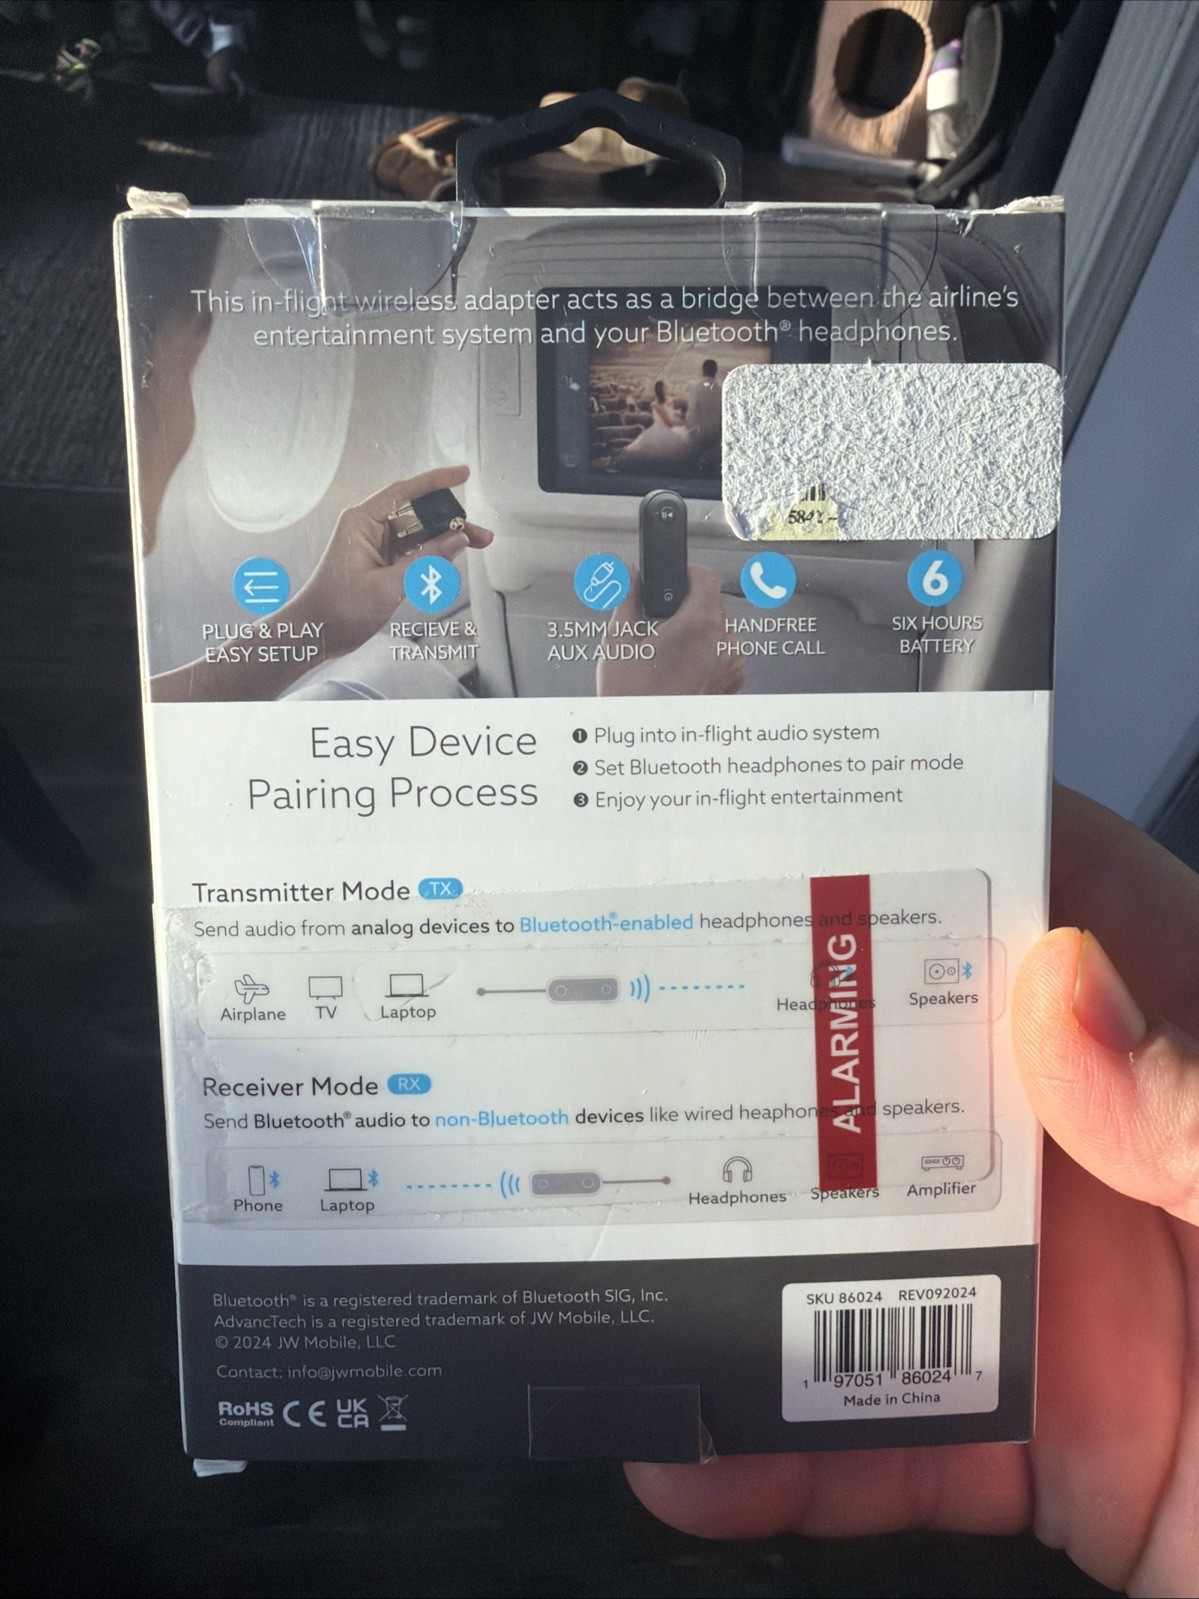 This in-flight wireless adapter acts as a bridge between the airline's
entertainment system and your Bluetooth® headphones.
PLUG & PLAY
EASY SETUP
RECIEVE &
TRANSMIT
3.5MM JACK
AUX AUDIO
HANDFREE
PHONE CALL
6
SIX HOURS
BATTERY
Easy Device
Pairing Process
1 Plug into in-flight audio system
2 Set Bluetooth headphones to pair mode
3 Enjoy your in-flight entertainment
Transmitter Mode TX
Send audio from analog devices to Bluetooth®-enabled headphones and speakers.
Airplane
TV
Laptop
Headphones
Speakers
ALARMING
Receiver Mode RX
Send Bluetooth® audio to non-Bluetooth devices like wired heaphones and speakers.
Phone
Laptop
Headphones
Speakers
Amplifier
Bluetooth® is a registered trademark of Bluetooth SIG, Inc.
AdvancTech is a registered trademark of JW Mobile, LLC.
© 2024 JW Mobile, LLC
Contact: info@jwmobile.com
RoHS
Compliant
CE
UK
CA
SKU 86024 REV092024
1 97051 86024 7
Made in China